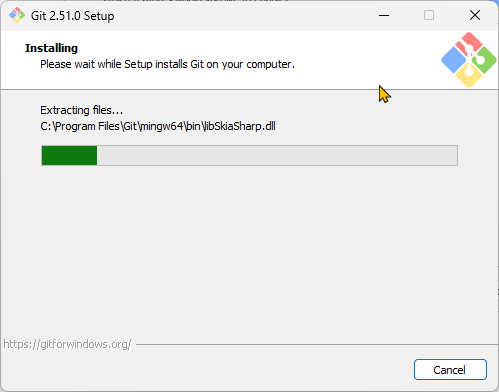 Git 2.51.0 Setup
Installing
Please wait while Setup installs Git on your computer.
Extracting files...
C:\Program Files\Git\mingw64\bin\libSkiaSharp.dll
https://gitforwindows.org/
Cancel